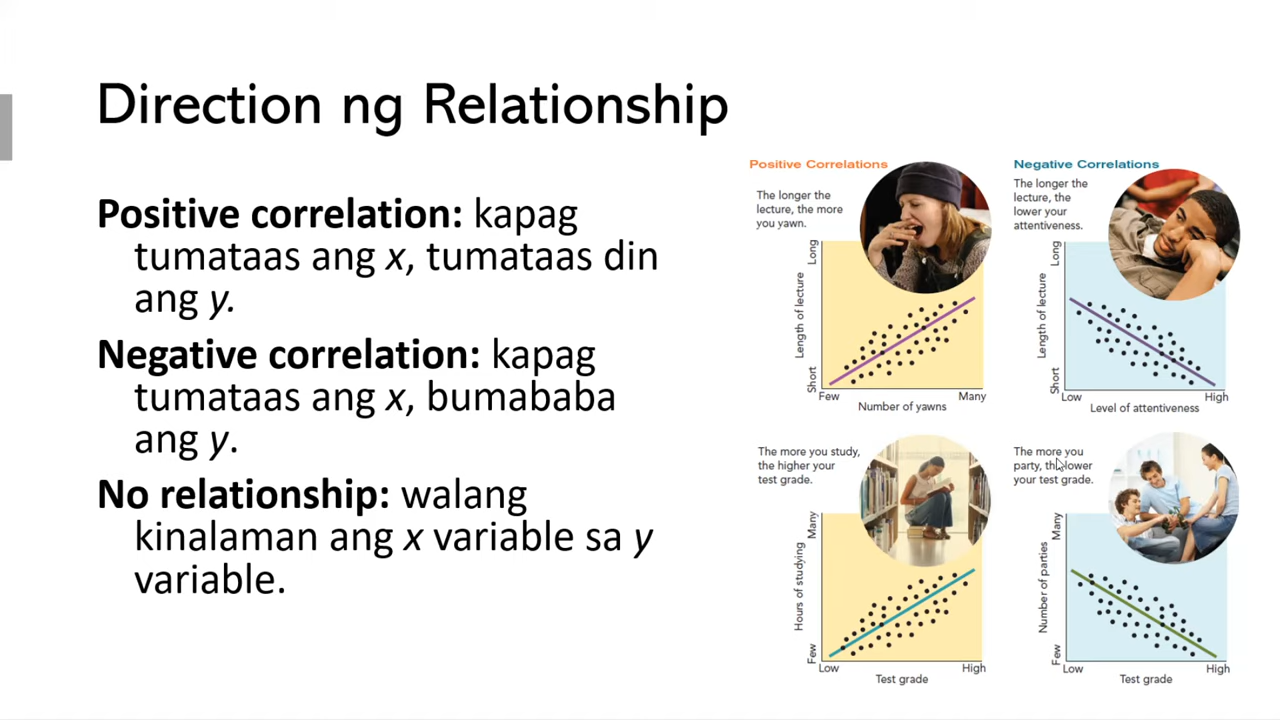 Direction ng Relationship
Positive correlation: kapag
tumataas ang x, tumataas din
ang y.
Negative correlation: kapag
tumataas ang x, bumababa
ang y.
No relationship: walang
kinalaman ang x variable sa y
variable.
Positive Correlations
The longer the
lecture, the more
you yawn.
Long
Length of lecture
Short
Few
Many
Number of yawns
Negative Correlations
The longer the
lecture, the
lower your
attentiveness.
Long
Length of lecture
Short
Low
High
Level of attentiveness
The more you study,
the higher your
test grade.
Many
Hours of studying
Few
Low
High
Test grade
The more you
party, the lower
your test grade.
Many
Number of parties
Few
Low
High
Test grade